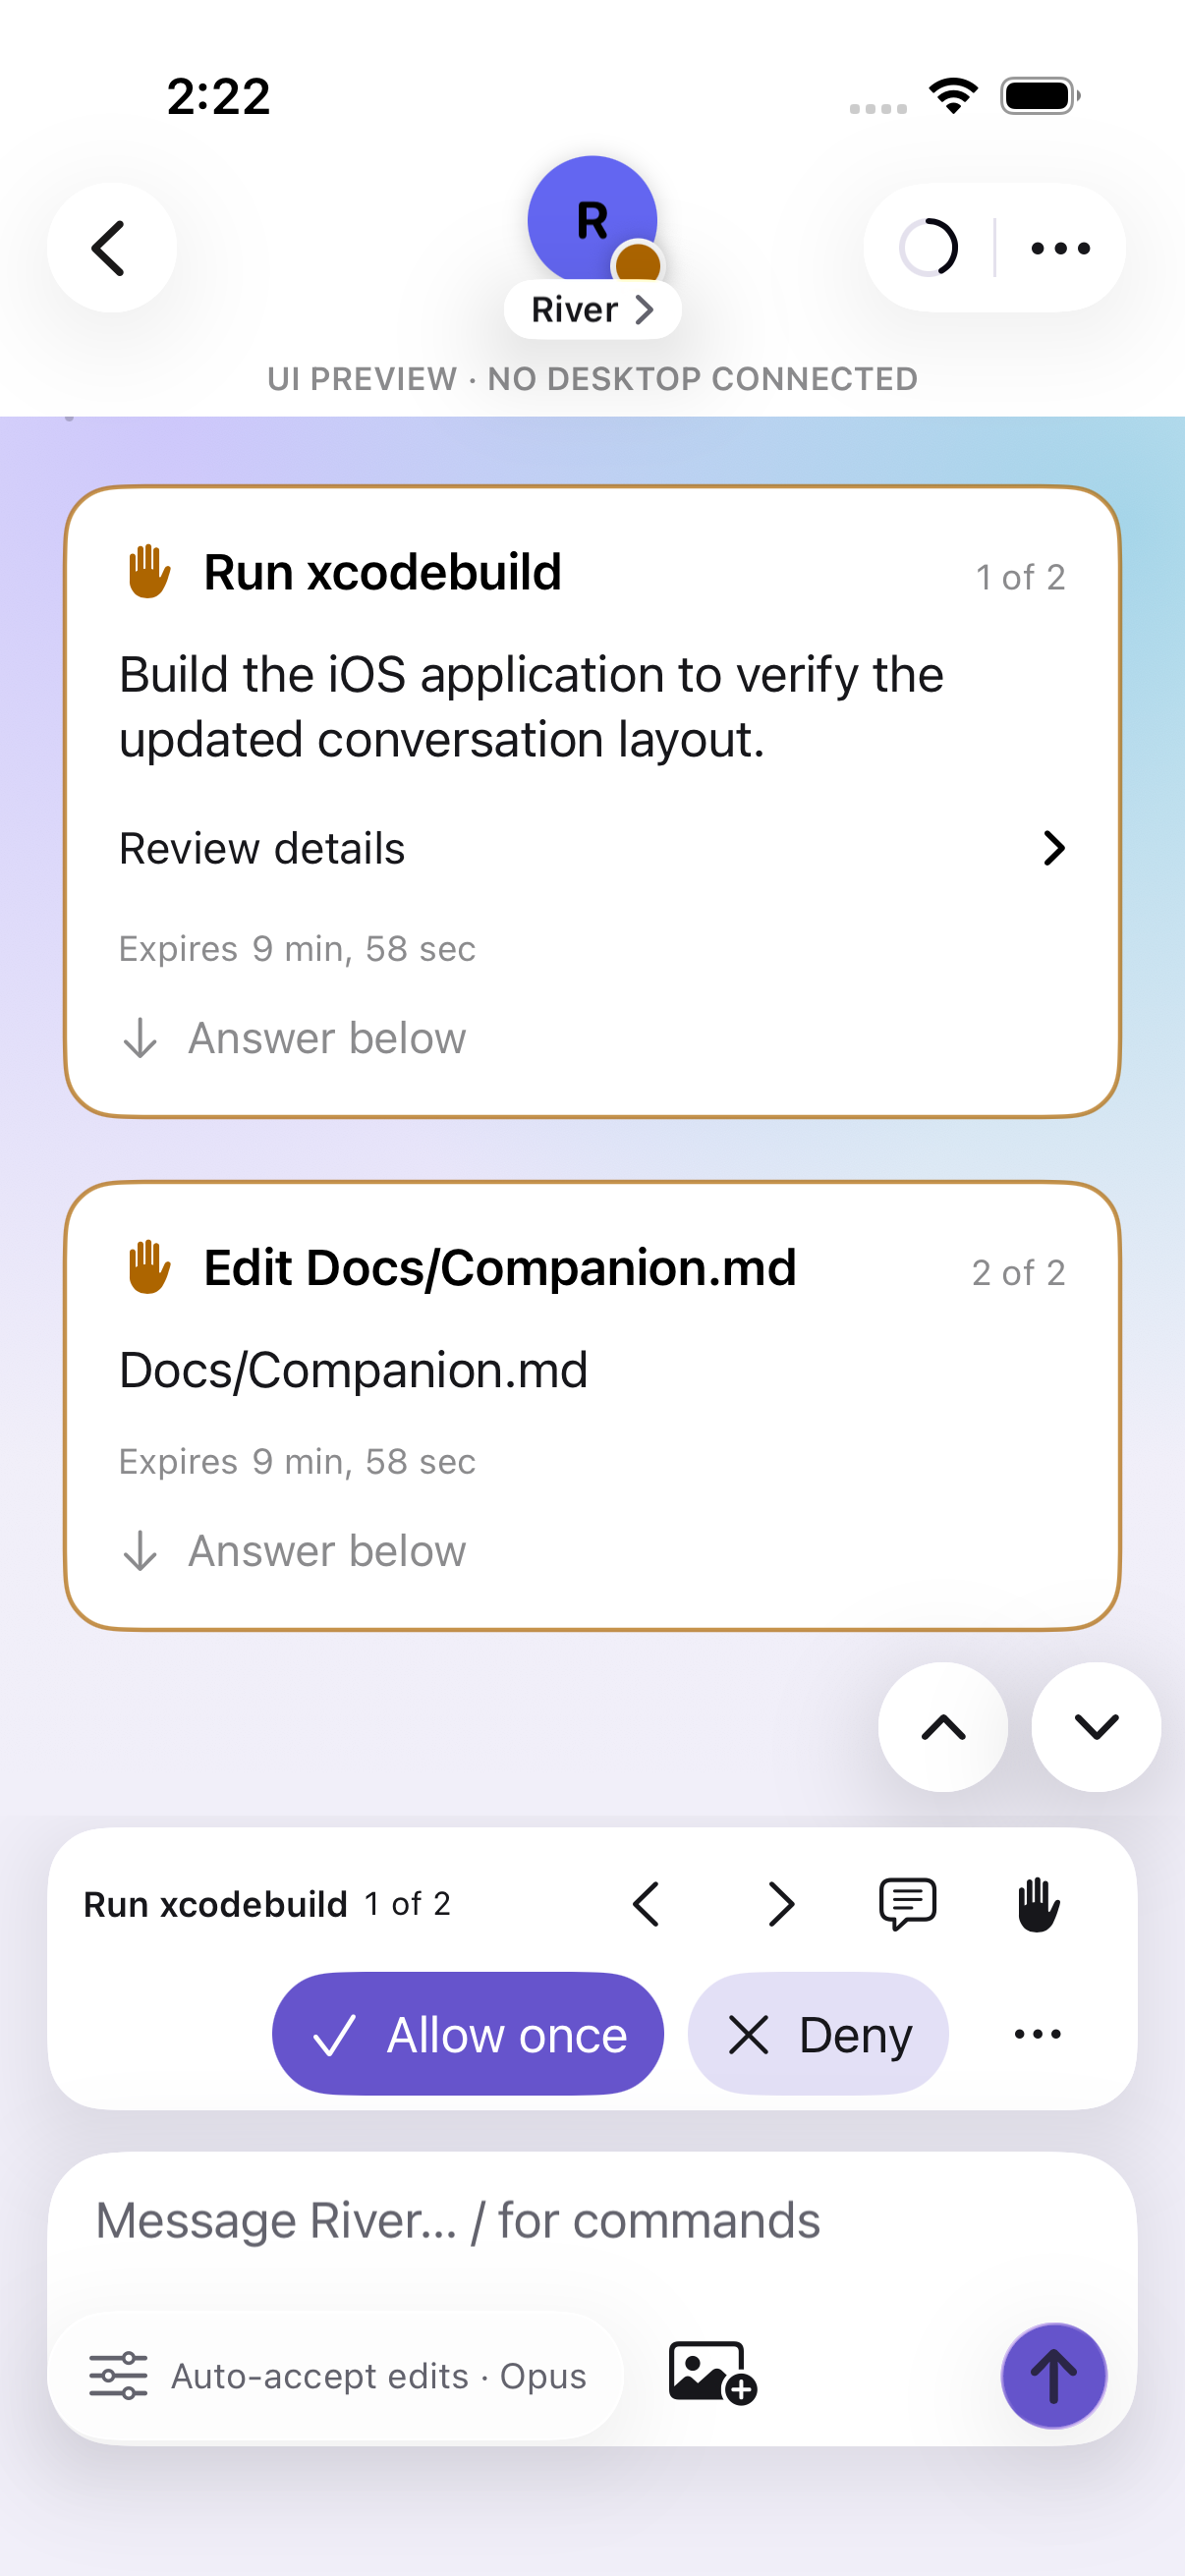 2:22
R
River
UI PREVIEW · NO DESKTOP CONNECTED
Run xcodebuild
1 of 2
Build the iOS application to verify the
updated conversation layout.
Review details
Expires 9 min, 58 sec
Answer below
Edit Docs/Companion.md
2 of 2
Docs/Companion.md
Expires 9 min, 58 sec
Answer below
Run xcodebuild 1 of 2
Allow once
Deny
Message River... / for commands
Auto-accept edits · Opus